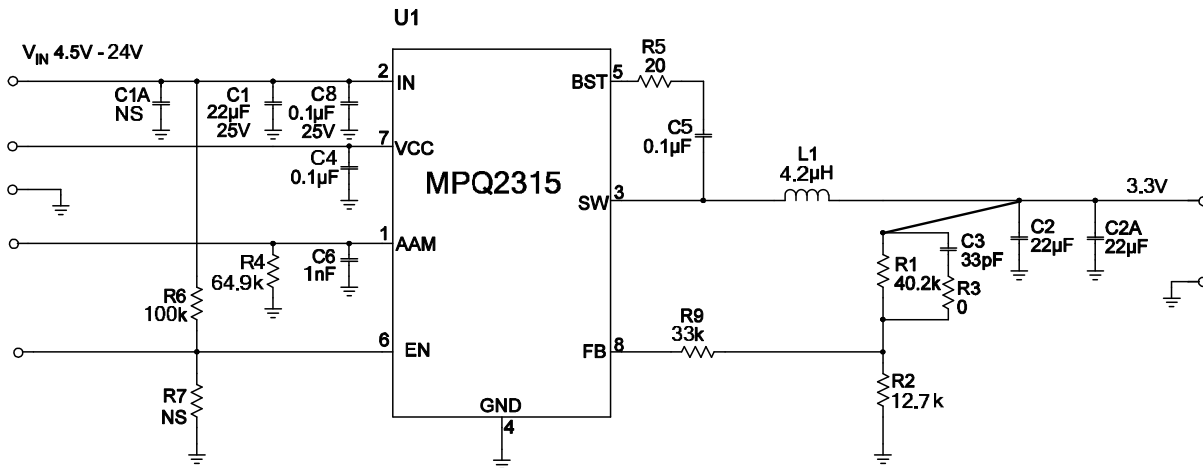 U1
V_IN 4.5V - 24V
C1A
NS
C1
22µF
25V
C8
0.1µF
25V
2
IN
7
VCC
C4
0.1µF
MPQ2315
1
AAM
R4
64.9k
C6
1nF
R6
100k
6
EN
R7
NS
GND
4
BST
5
R5
20
C5
0.1µF
SW
3
L1
4.2µH
3.3V
C2
22µF
C2A
22µF
C3
33pF
R1
40.2k
R3
0
R9
33k
FB
8
R2
12.7k